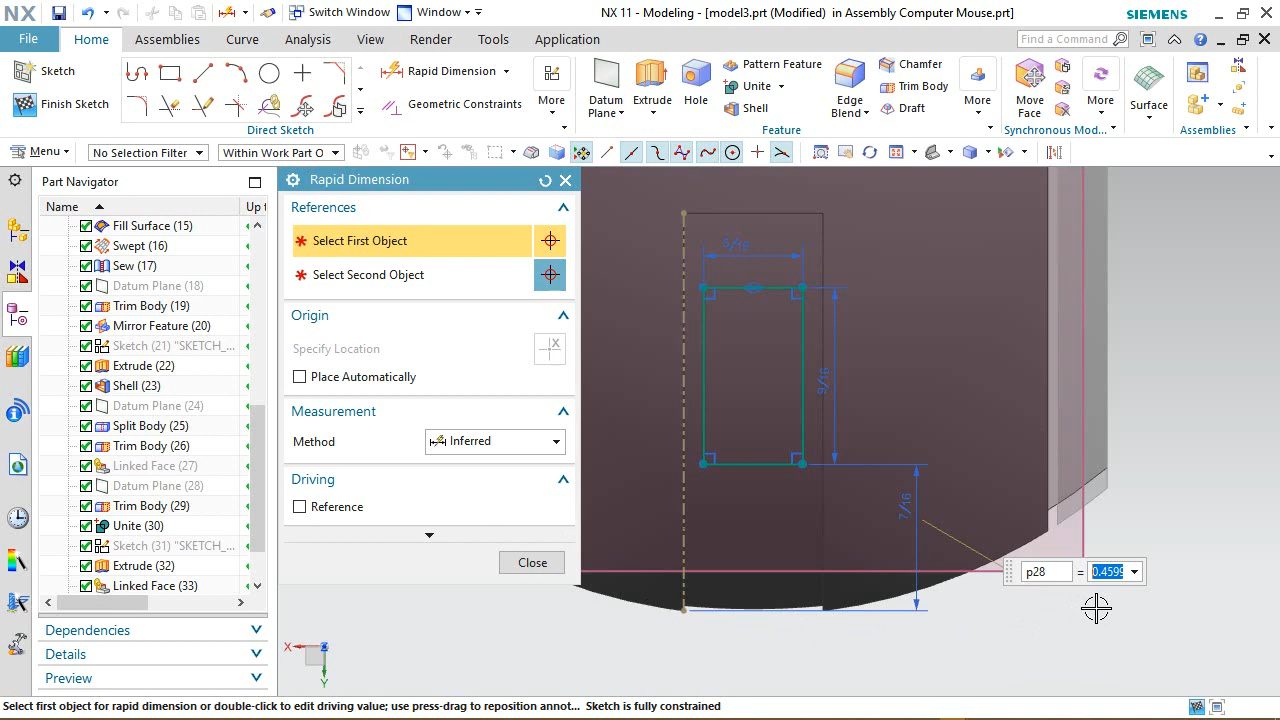 NX
Switch Window
Window
NX 11 - Modeling - [model3.prt (Modified) in Assembly Computer Mouse.prt]
SIEMENS
File
Home
Assemblies
Curve
Analysis
View
Render
Tools
Application
Find a Command
Sketch
Finish Sketch
Rapid Dimension
Geometric Constraints
More
Direct Sketch
Datum Plane
Extrude
Hole
Pattern Feature
Unite
Shell
Edge Blend
Chamfer
Trim Body
Draft
More
Feature
Move Face
More
Synchronous Mod...
Surface
Assemblies
Menu
No Selection Filter
Within Work Part O
Part Navigator
Name
Up t
Fill Surface (15)
Swept (16)
Sew (17)
Datum Plane (18)
Trim Body (19)
Mirror Feature (20)
Sketch (21) "SKETCH_...
Extrude (22)
Shell (23)
Datum Plane (24)
Split Body (25)
Trim Body (26)
Linked Face (27)
Datum Plane (28)
Trim Body (29)
Unite (30)
Sketch (31) "SKETCH_...
Extrude (32)
Linked Face (33)
Dependencies
Details
Preview
Rapid Dimension
References
* Select First Object
* Select Second Object
Origin
Specify Location
Place Automatically
Measurement
Method
Inferred
Driving
Reference
Close
5/16
9/16
7/16
p28 = 0.4599
X
Y
Select first object for rapid dimension or double-click to edit driving value; use press-drag to reposition annot... Sketch is fully constrained